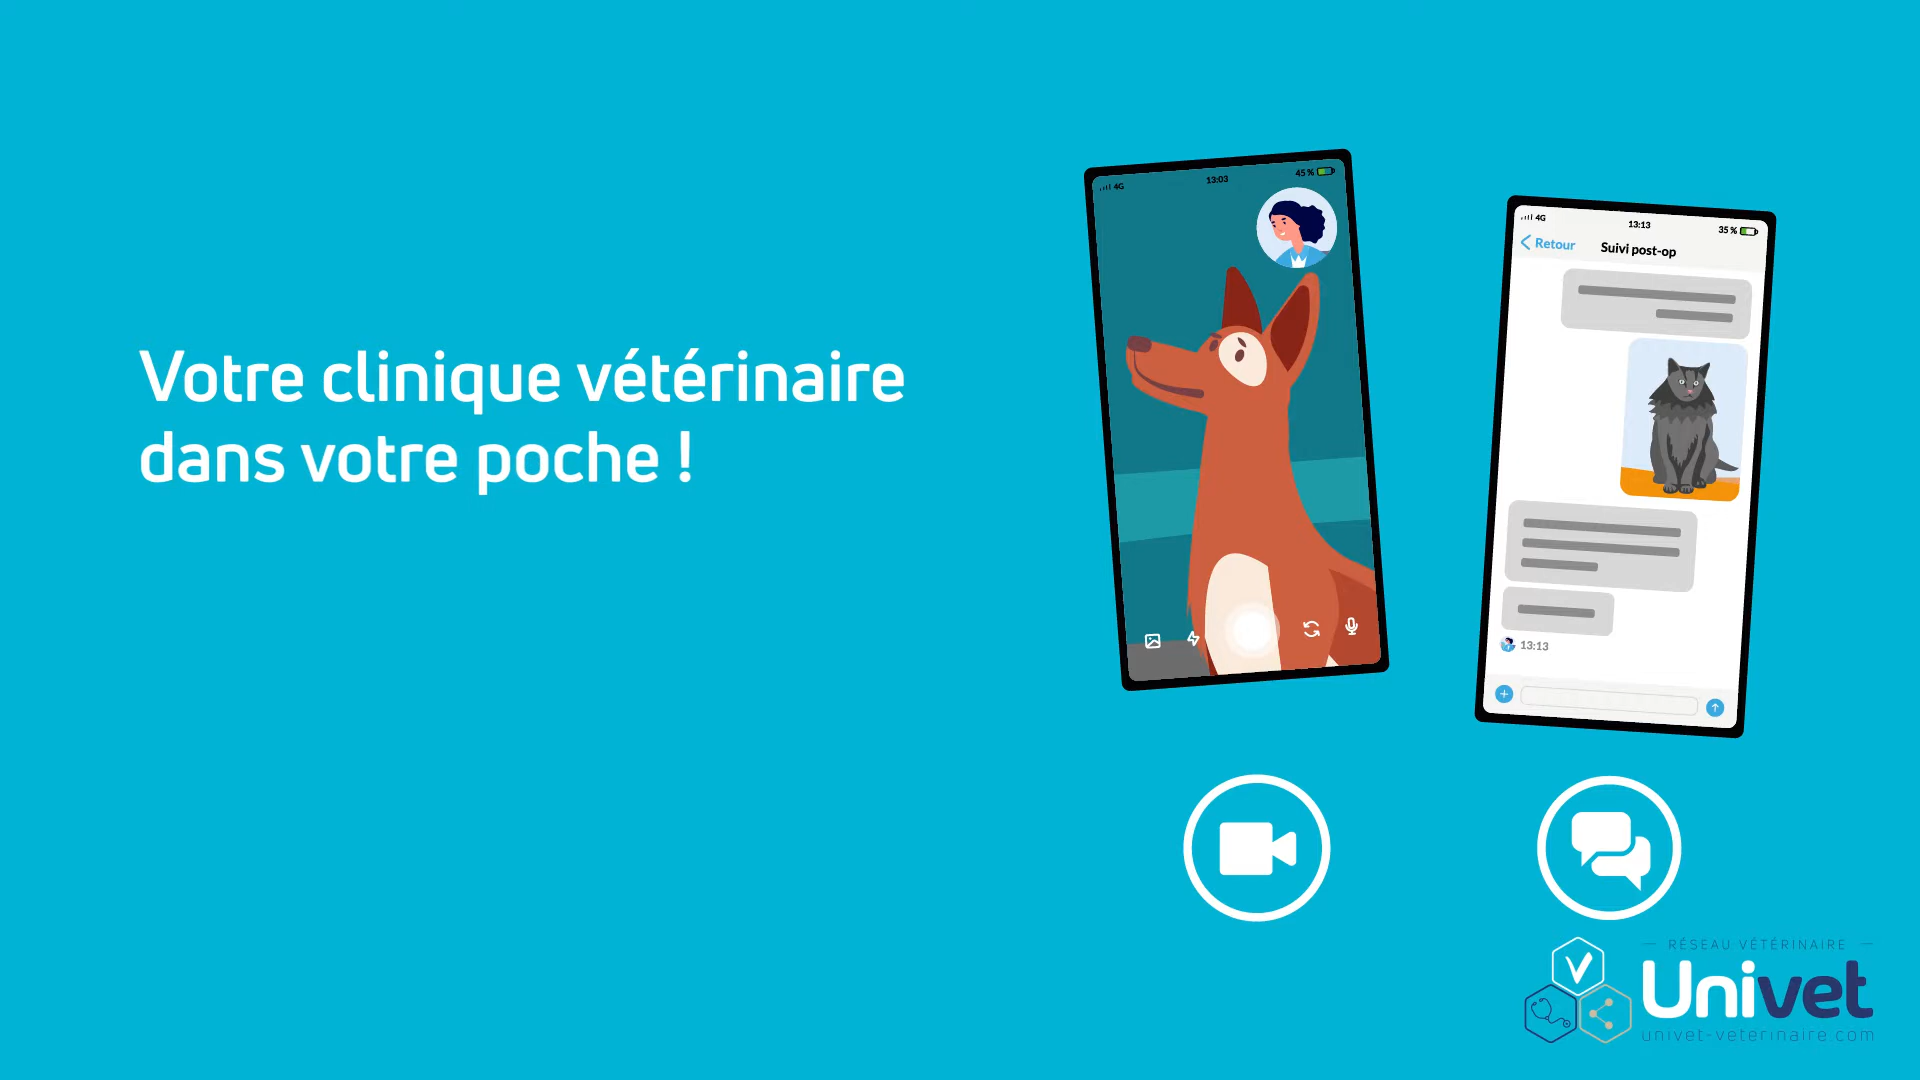 Votre clinique vétérinaire
dans votre poche !
4G
13:03
45 %
4G
13:13
35 %
Retour
Suivi post-op
13:13
RÉSEAU VÉTÉRINAIRE
Univet
univet-veterinaire.com